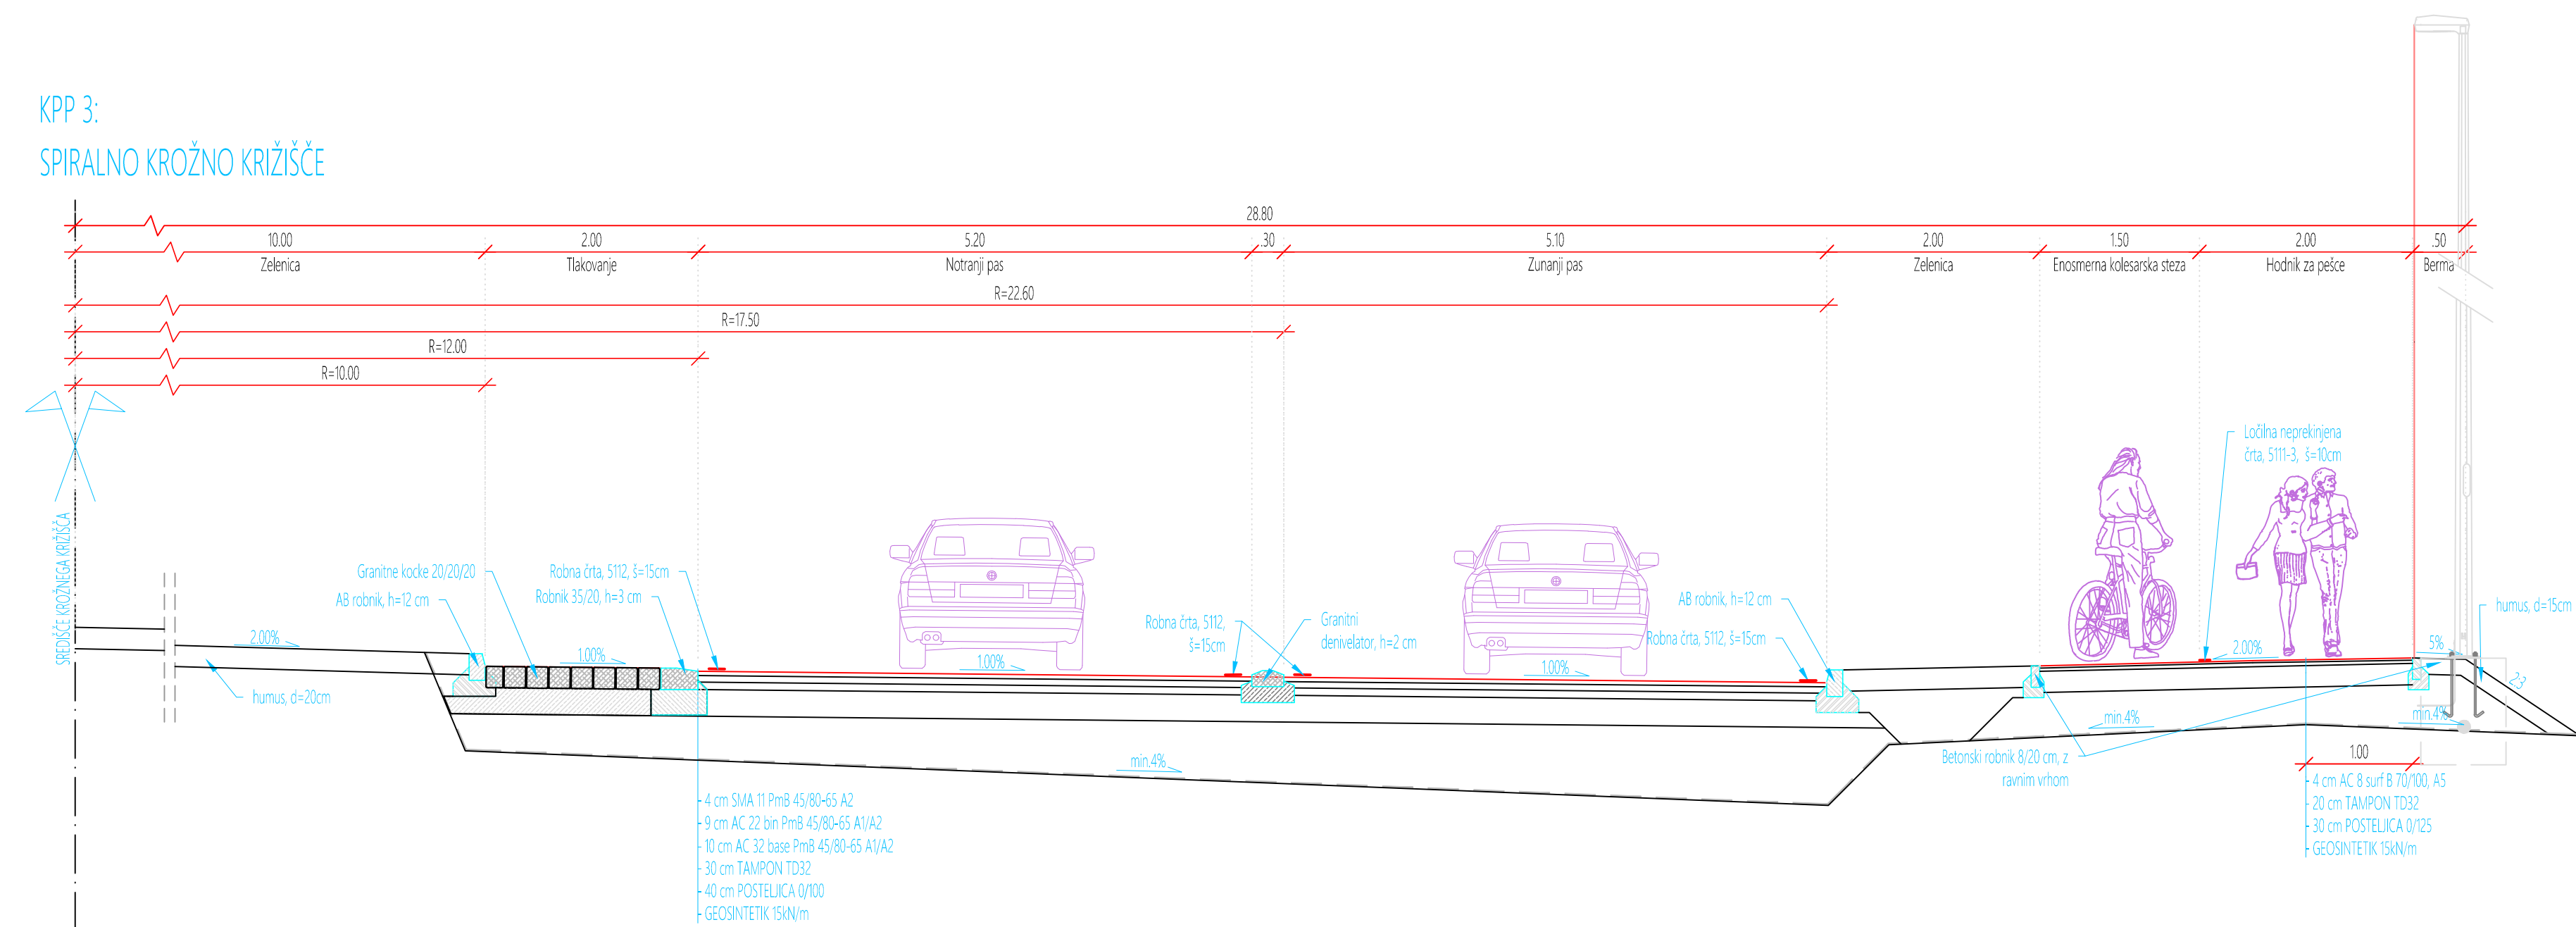 KPP 3:
SPIRALNO KROŽNO KRIŽIŠČE
28.80
10.00
2.00
5.20
.30
5.10
2.00
1.50
2.00
.50
Zelenica
Tlakovanje
Notranji pas
Zunanji pas
Zelenica
Enosmerna kolesarska steza
Hodnik za pešce
Berma
R=22.60
R=17.50
R=12.00
R=10.00
SREDIŠČE KROŽNEGA KRIŽIŠČA
Ločilna neprekinjena
črta, 5111-3, š=10cm
Granitne kocke 20/20/20
AB robnik, h=12 cm
Robna črta, 5112, š=15cm
Robnik 35/20, h=3 cm
Robna črta, 5112,
š=15cm
Granitni
denivelator, h=2 cm
AB robnik, h=12 cm
Robna črta, 5112, š=15cm
humus, d=15cm
2.00%
1.00%
1.00%
1.00%
2.00%
5%
2:3
humus, d=20cm
min.4%
min.4%
min.4%
Betonski robnik 8/20 cm, z
ravnim vrhom
1.00
4 cm SMA 11 PmB 45/80-65 A2
9 cm AC 22 bin PmB 45/80-65 A1/A2
10 cm AC 32 base PmB 45/80-65 A1/A2
30 cm TAMPON TD32
40 cm POSTELJICA 0/100
GEOSINTETIK 15kN/m
4 cm AC 8 surf B 70/100, A5
20 cm TAMPON TD32
30 cm POSTELJICA 0/125
GEOSINTETIK 15kN/m